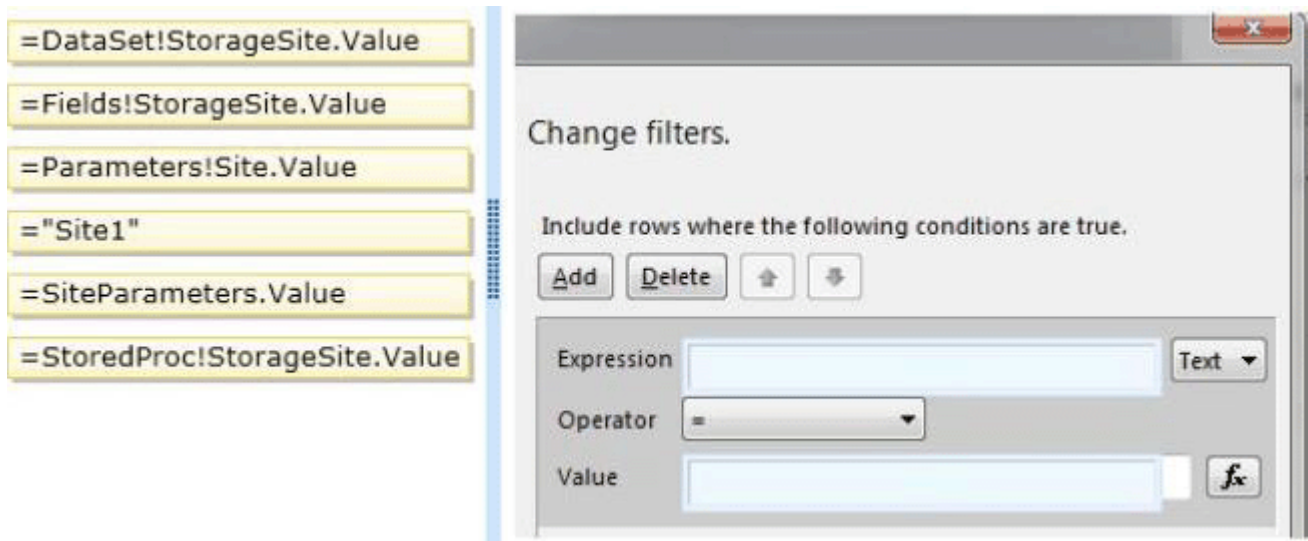 =DataSet!StorageSite.Value
=Fields!StorageSite.Value
=Parameters!Site.Value
="Site1"
=SiteParameters.Value
=StoredProc!StorageSite.Value
x
Change filters.
Include rows where the following conditions are true.
Add Delete
Expression Text
Operator =
Value fx